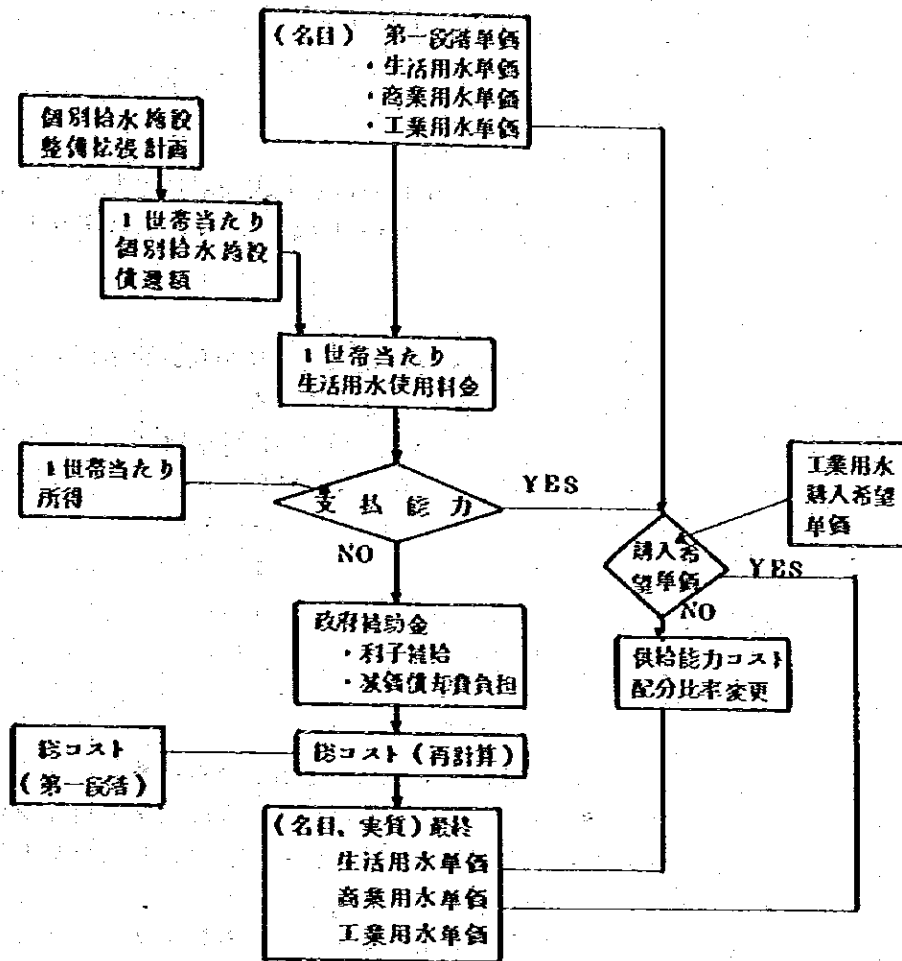 (名目) 第一段落単価
・生活用水単価
・商業用水単価
・工業用水単価
個別給水施設
整備拡張計画
1世帯当たり
個別給水施設
償還額
1世帯当たり
生活用水使用料金
1世帯当たり
所得
支払能力
YES
NO
工業用水
購入希望
単価
購入希
望単価
YES
NO
政府補助金
・利子補給
・減価償却費負担
供給能力コスト
配分比率変更
総コスト
(第一段落)
総コスト(再計算)
(名目、実質)最終
生活用水単価
商業用水単価
工業用水単価